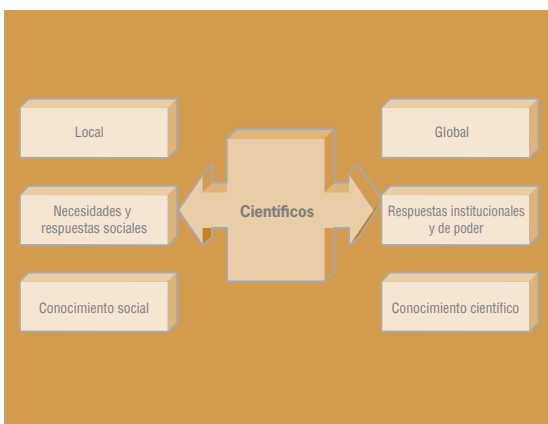 Local
Global
Necesidades y
respuestas sociales
Científicos
Respuestas institucionales
y de poder
Conocimiento social
Conocimiento científico